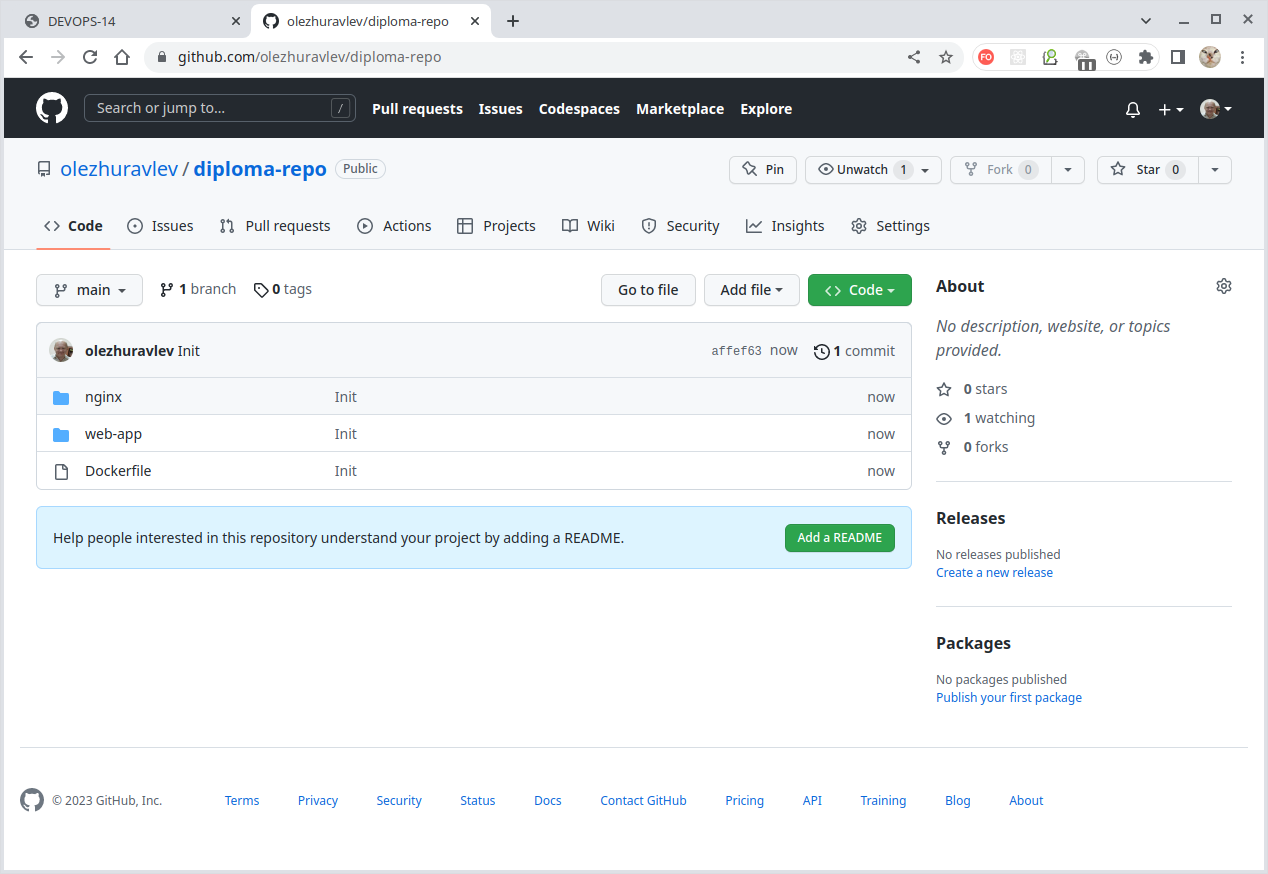 DEVOPS-14
olezhuravlev/diploma-repo
github.com/olezhuravlev/diploma-repo
FO
Search or jump to... /
Pull requests Issues Codespaces Marketplace Explore
olezhuravlev / diploma-repo Public
Pin Unwatch 1 Fork 0 Star 0
Code Issues Pull requests Actions Projects Wiki Security Insights Settings
main 1 branch 0 tags Go to file Add file Code
olezhuravlev Init affef63 now 1 commit
nginx Init now
web-app Init now
Dockerfile Init now
Help people interested in this repository understand your project by adding a README. Add a README
About
No description, website, or topics
provided.
0 stars
1 watching
0 forks
Releases
No releases published
Create a new release
Packages
No packages published
Publish your first package
© 2023 GitHub, Inc. Terms Privacy Security Status Docs Contact GitHub Pricing API Training Blog About